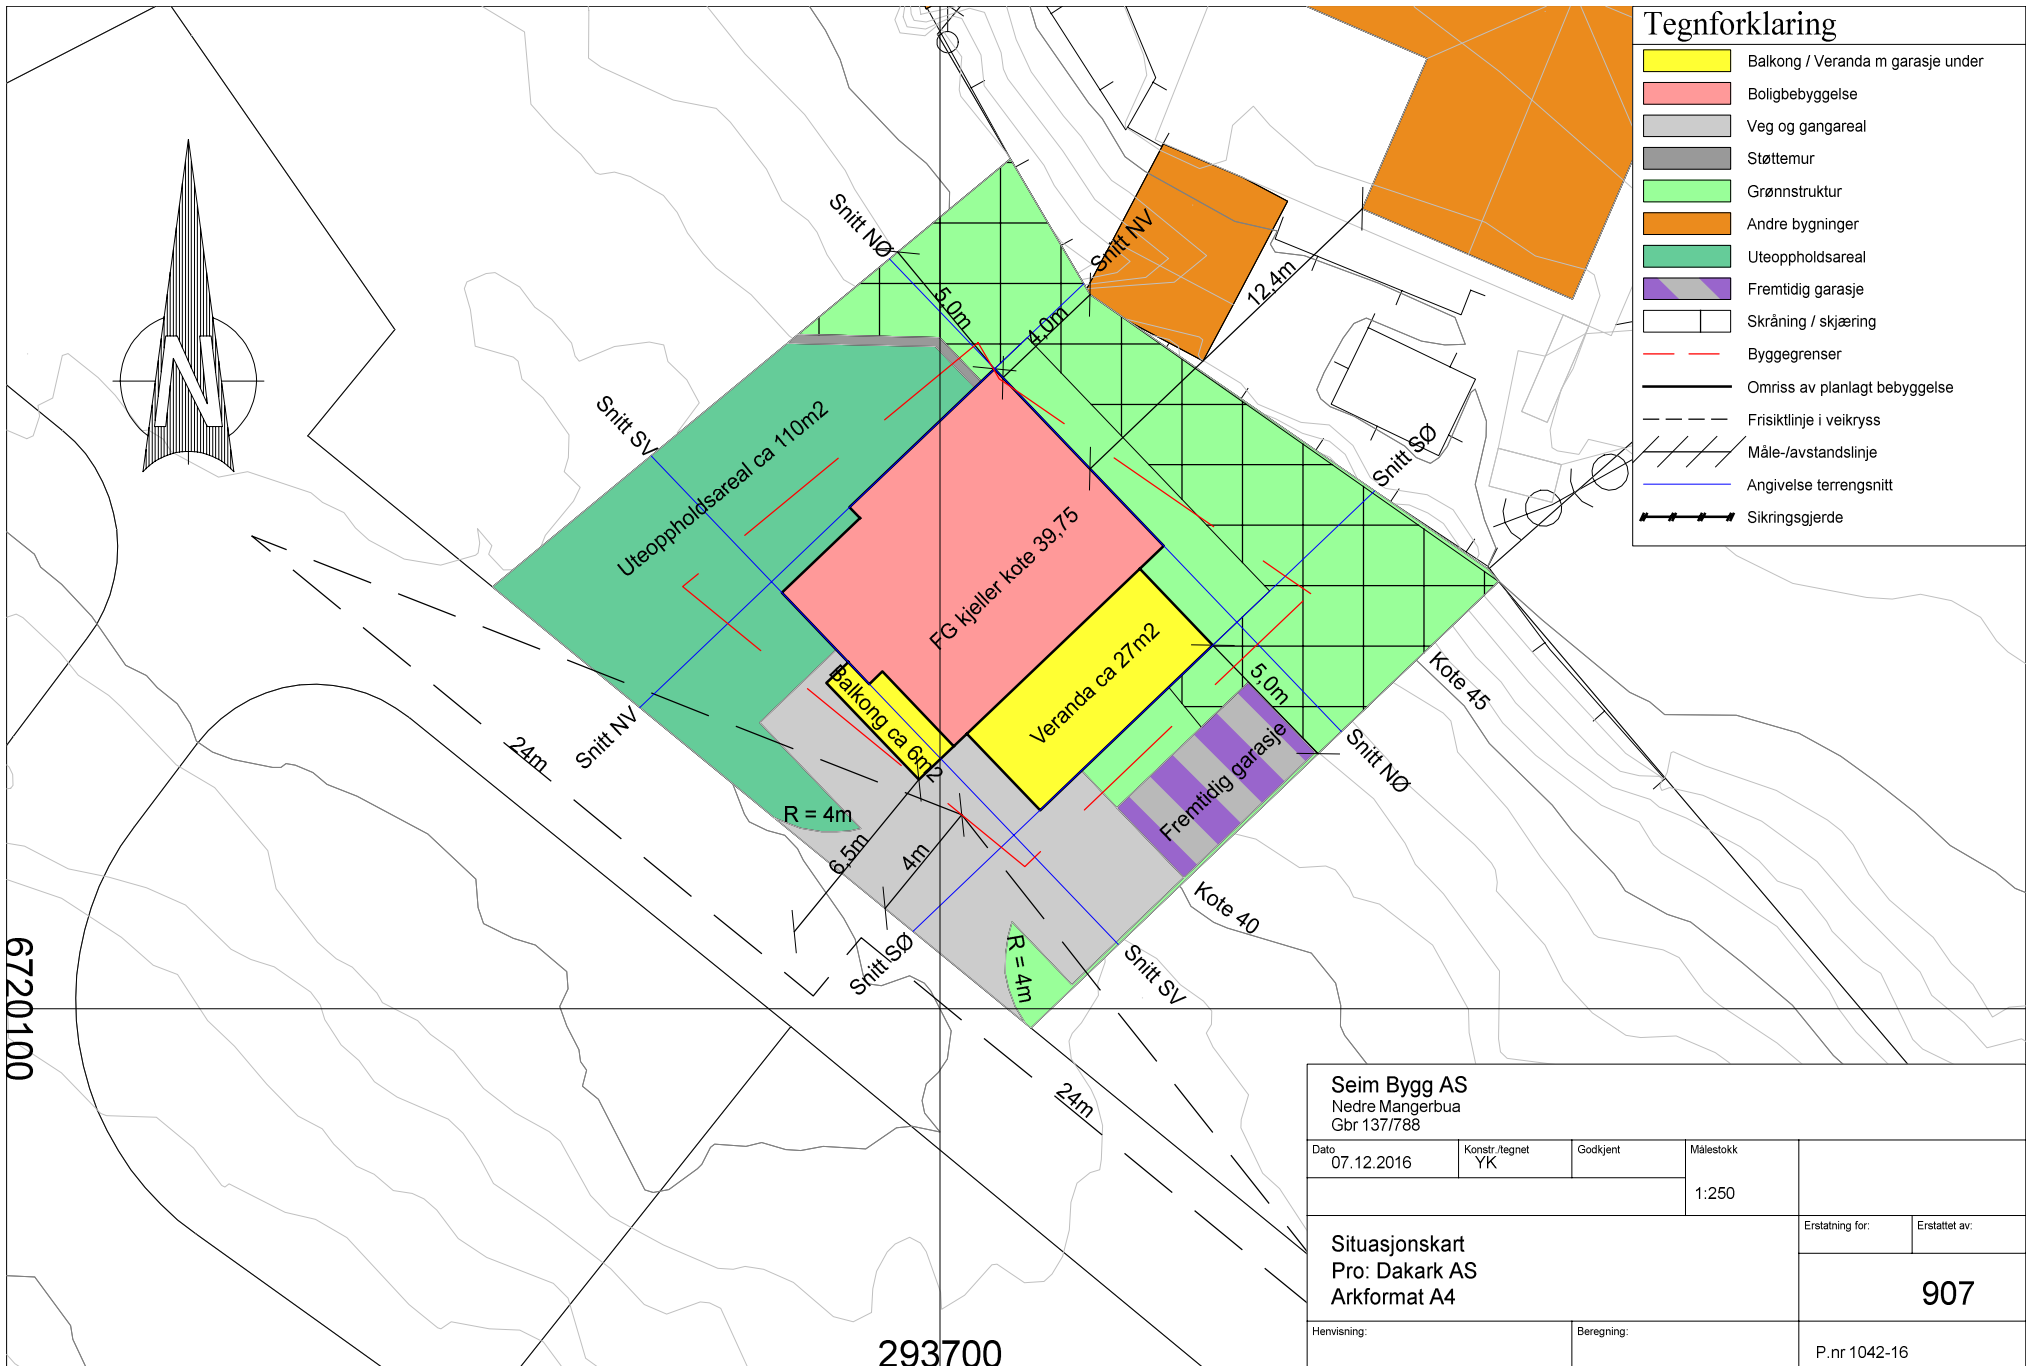 Tegnforklaring
Balkong / Veranda m garasje under
Boligbebyggelse
Veg og gangareal
Støttemur
Grønnstruktur
Andre bygninger
Uteoppholdsareal
Fremtidig garasje
Skråning / skjæring
Byggegrenser
Omriss av planlagt bebyggelse
Frisiktlinje i veikryss
Måle-/avstandslinje
Angivelse terrengsnitt
Sikringsgjerde
N
Snitt NØ
Snitt NV
5,0m
4,0m
12,4m
Snitt SV
Snitt SØ
Uteoppholdsareal ca 110m2
FG kjeller kote 39,75
Veranda ca 27m2
Balkong ca 6m2
5,0m
Kote 45
Snitt NV
24m
Snitt NØ
Fremtidig garasje
R = 4m
6,5m
4m
Kote 40
Snitt SØ
R = 4m
Snitt SV
24m
6720100
293700
Seim Bygg AS
Nedre Mangerbua
Gbr 137/788
Dato
07.12.2016
Konstr./tegnet
YK
Godkjent
Målestokk
1:250
Situasjonskart
Pro: Dakark AS
Arkformat A4
Erstatning for:
Erstattet av:
907
Henvisning:
Beregning:
P.nr 1042-16